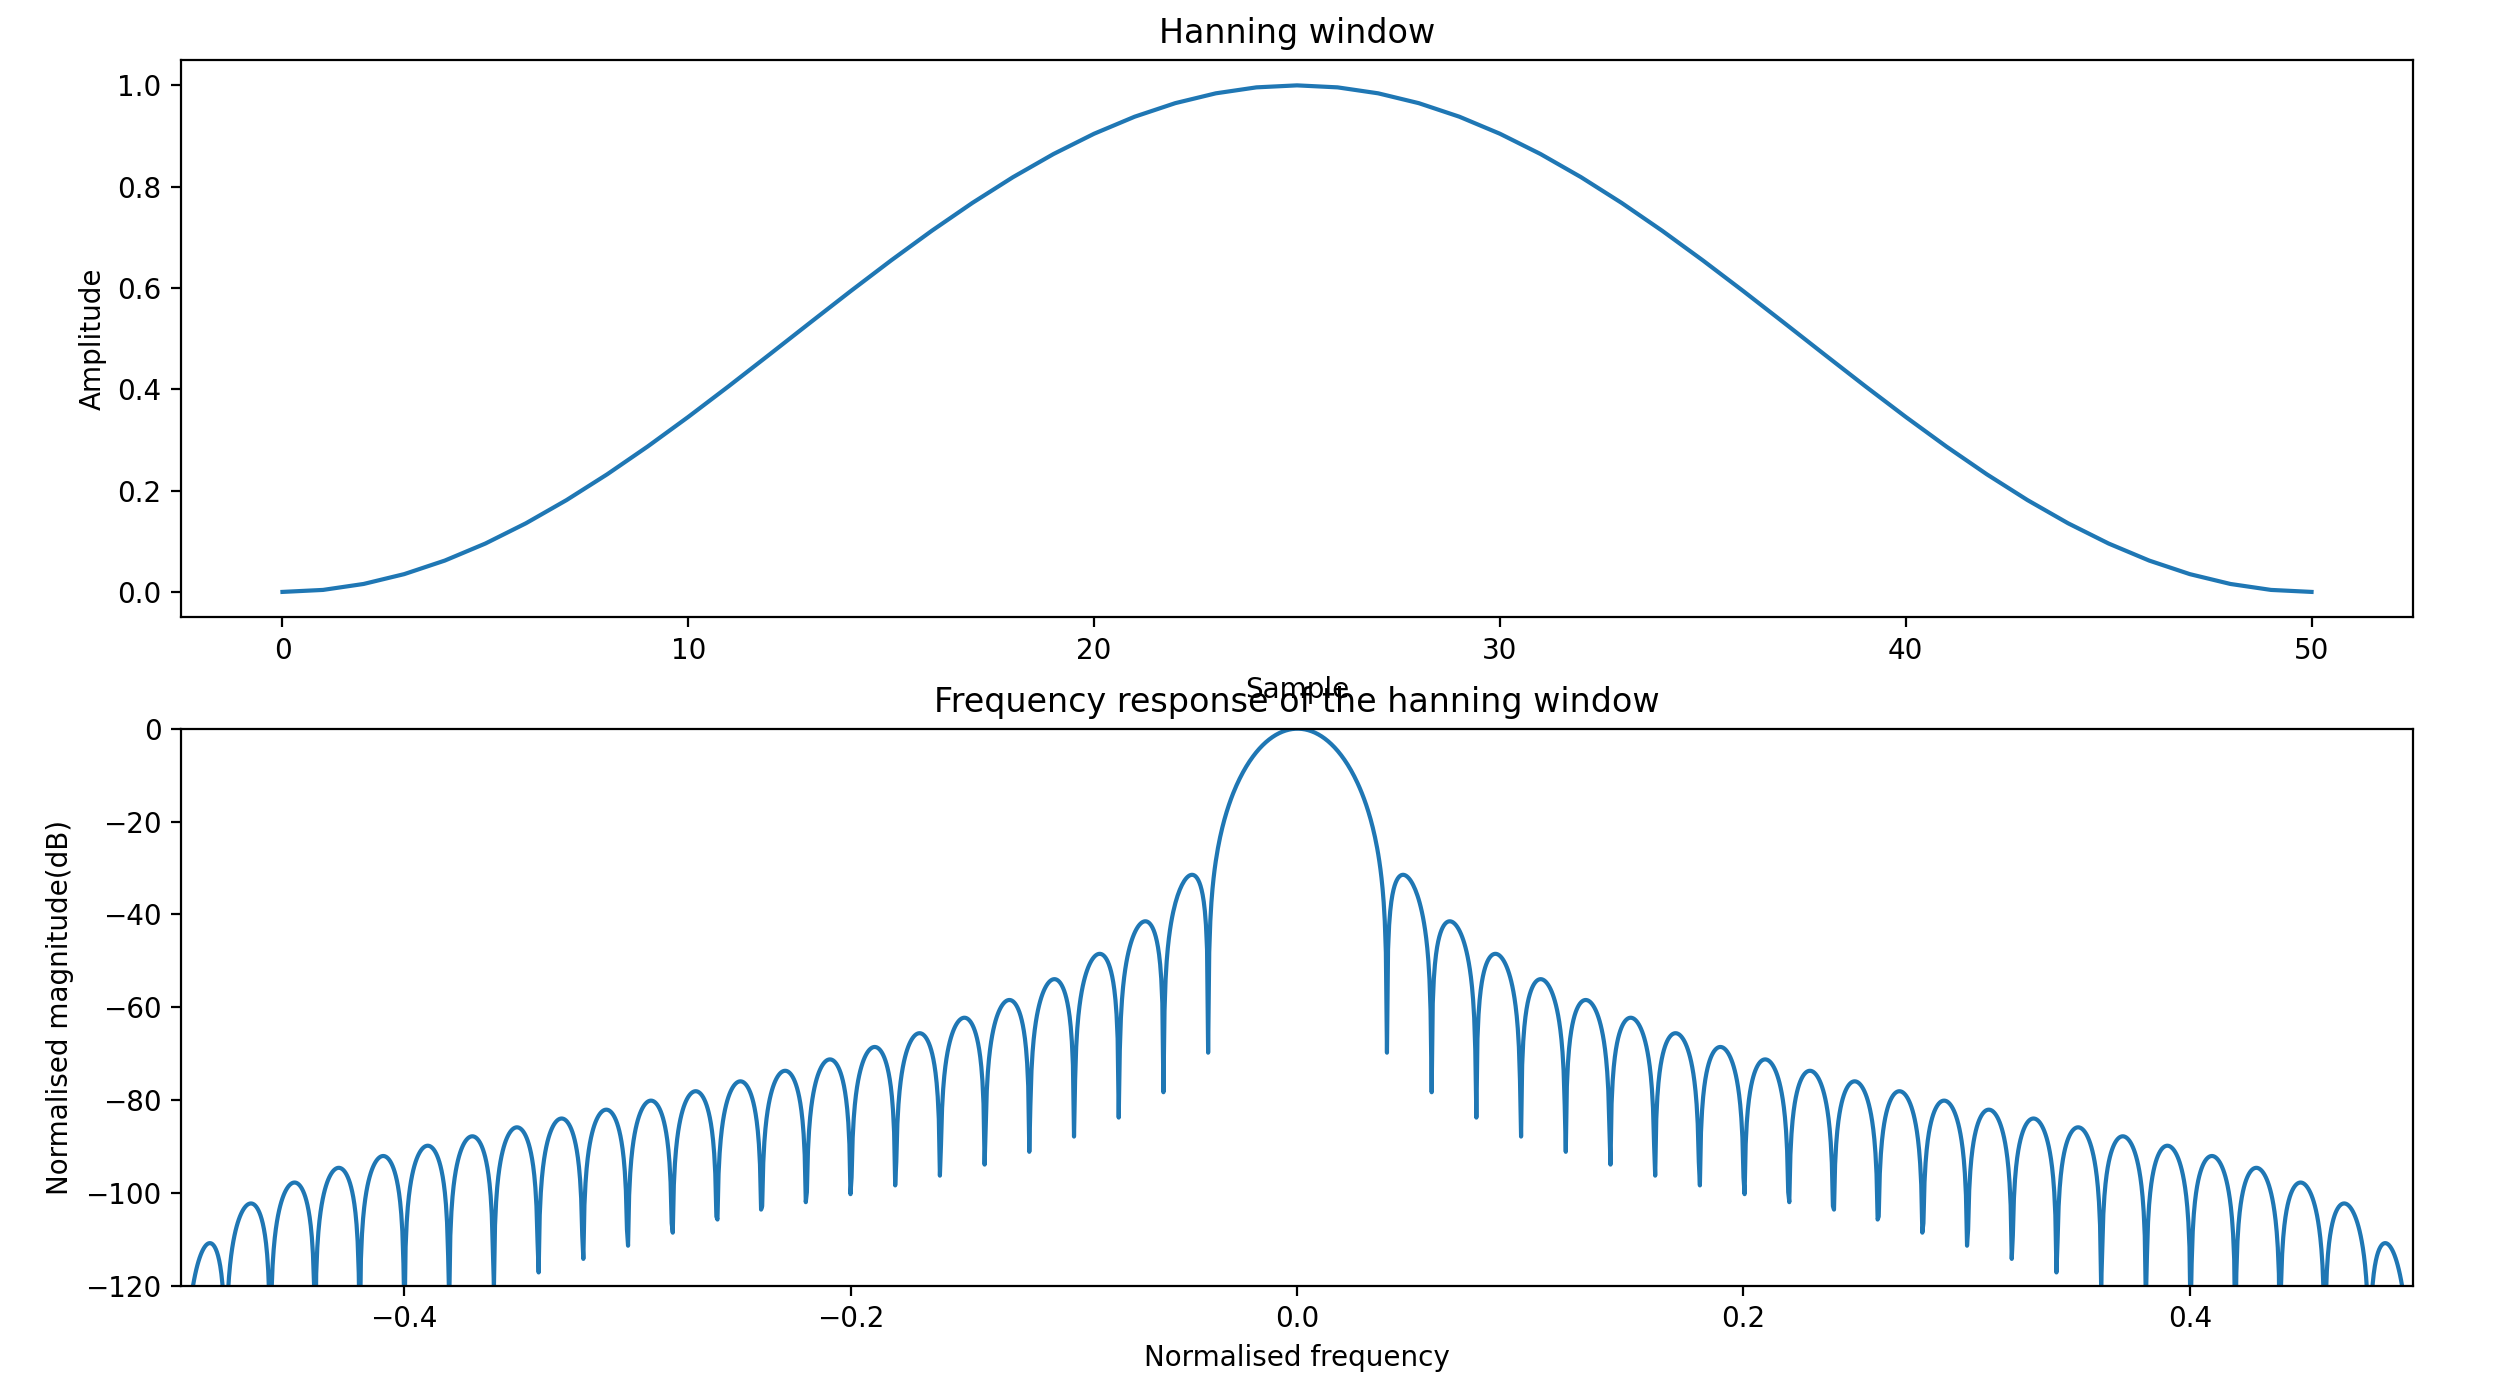 Hanning window
1.0
0.8
0.6
0.4
0.2
0.0
Amplitude
0 10 20 30 40 50
Sample
Frequency response of the hanning window
0
−20
−40
−60
−80
−100
−120
Normalised magnitude(dB)
−0.4 −0.2 0.0 0.2 0.4
Normalised frequency